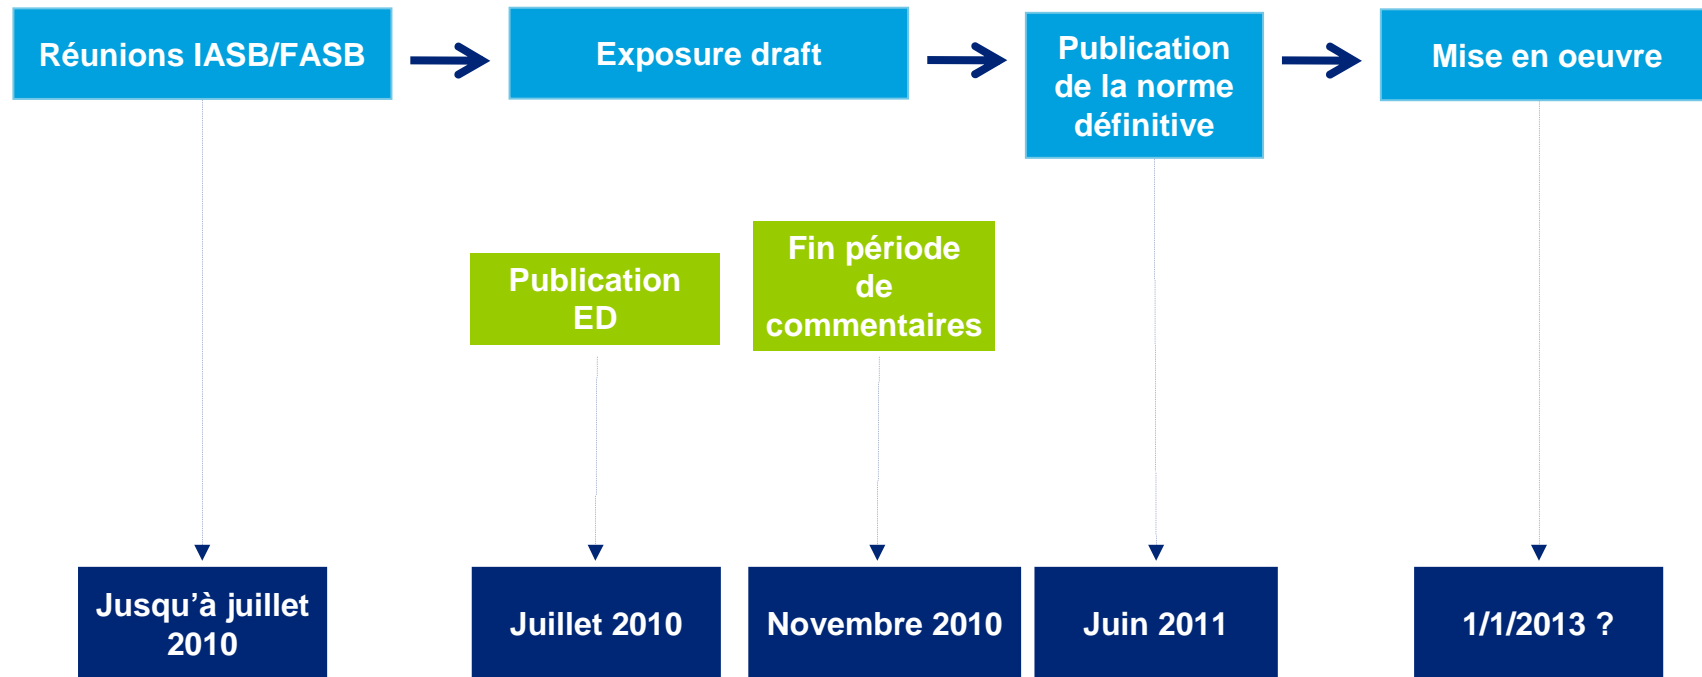 Réunions IASB/FASB
Exposure draft
Publication
de la norme
définitive
Mise en oeuvre
Publication
ED
Fin période
de
commentaires
Jusqu’à juillet
2010
Juillet 2010
Novembre 2010
Juin 2011
1/1/2013 ?